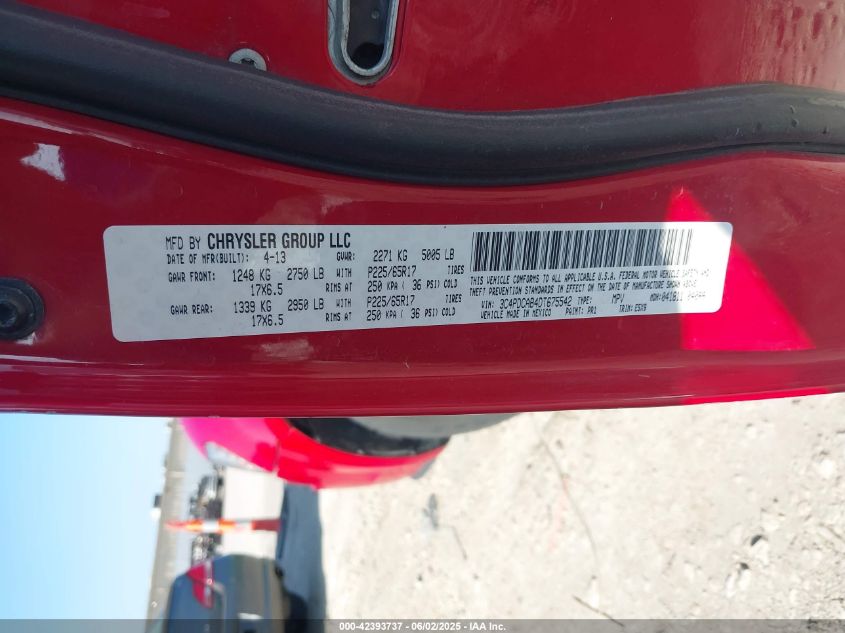 MFD BY CHRYSLER GROUP LLC
DATE OF MFR(BUILT): 4-13 GVWR: 2271 KG 5005 LB
GAWR FRONT: 1248 KG 2750 LB WITH P225/65R17 TIRES
17X6.5 RIMS AT 250 KPA ( 36 PSI) COLD
GAWR REAR: 1339 KG 2950 LB WITH P225/65R17 TIRES
17X6.5 RIMS AT 250 KPA ( 36 PSI) COLD
THIS VEHICLE CONFORMS TO ALL APPLICABLE U.S.A. FEDERAL MOTOR VEHICLE SAFETY AND
THEFT PREVENTION STANDARDS IN EFFECT ON THE DATE OF MANUFACTURE SHOWN ABOVE
VIN: 3C4PDCAB4DT675542 TYPE: MPV MDH:041811
VEHICLE MADE IN MEXICO PAINT: PR1 TRIM:
000-42393737 - 06/02/2025 - IAA Inc.